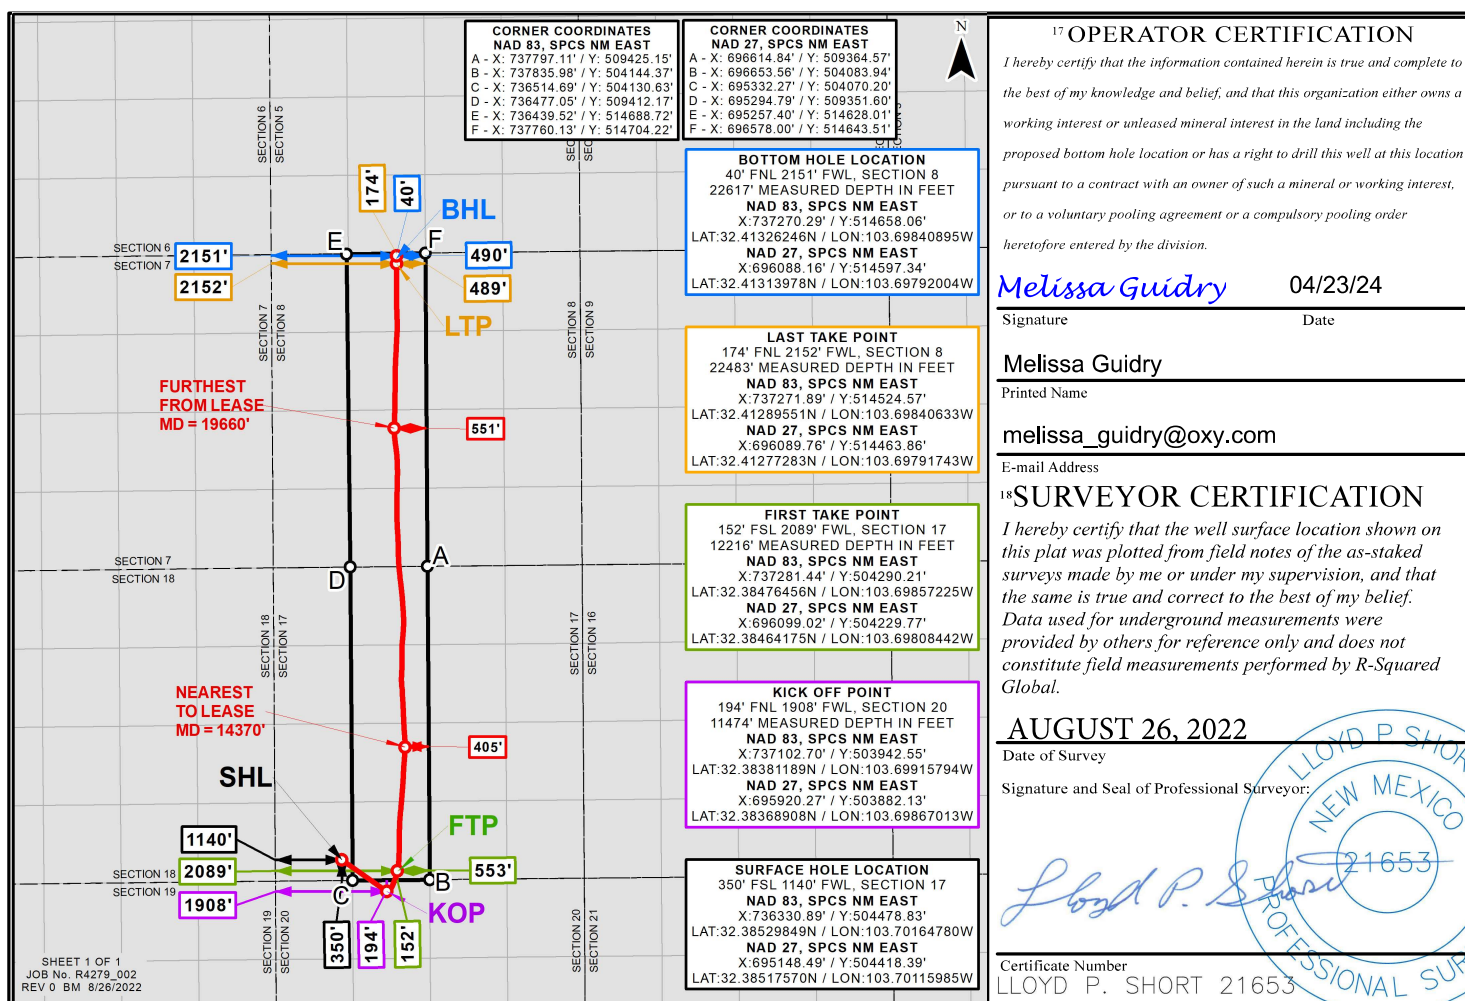 CORNER COORDINATES
NAD 83, SPCS NM EAST
A - X: 737797.11' / Y: 509425.15'
B - X: 737835.98' / Y: 504144.37'
C - X: 736514.69' / Y: 504130.63'
D - X: 736477.05' / Y: 509412.17'
E - X: 736439.52' / Y: 514688.72'
F - X: 737760.13' / Y: 514704.22'
CORNER COORDINATES
NAD 27, SPCS NM EAST
A - X: 696614.84' / Y: 509364.57'
B - X: 696653.56' / Y: 504083.94'
C - X: 695332.27' / Y: 504070.20'
D - X: 695294.79' / Y: 509351.60'
E - X: 695257.40' / Y: 514628.01'
F - X: 696578.00' / Y: 514643.51'
N
SECTION 6
SECTION 5
174'
40'
BHL
E
F
SECTION 6
SECTION 7
2151'
490'
2152'
489'
LTP
SECTION 7
SECTION 8
SECTION 8
SECTION 9
FURTHEST
FROM LEASE
MD = 19660'
551'
SECTION 7
SECTION 18
D
A
SECTION 18
SECTION 17
SECTION 17
SECTION 16
NEAREST
TO LEASE
MD = 14370'
405'
SHL
1140'
FTP
SECTION 18
SECTION 19
2089'
553'
C
B
1908'
KOP
350'
194'
152'
SECTION 19
SECTION 20
SECTION 20
SECTION 21
SHEET 1 OF 1
JOB No. R4279_002
REV 0 BM 8/26/2022
BOTTOM HOLE LOCATION
40' FNL 2151' FWL, SECTION 8
22617' MEASURED DEPTH IN FEET
NAD 83, SPCS NM EAST
X:737270.29' / Y:514658.06'
LAT:32.41326246N / LON:103.69840895W
NAD 27, SPCS NM EAST
X:696088.16' / Y:514597.34'
LAT:32.41313978N / LON:103.69792004W
LAST TAKE POINT
174' FNL 2152' FWL, SECTION 8
22483' MEASURED DEPTH IN FEET
NAD 83, SPCS NM EAST
X:737271.89' / Y:514524.57'
LAT:32.41289551N / LON:103.69840633W
NAD 27, SPCS NM EAST
X:696089.76' / Y:514463.86'
LAT:32.41277283N / LON:103.69791743W
FIRST TAKE POINT
152' FSL 2089' FWL, SECTION 17
12216' MEASURED DEPTH IN FEET
NAD 83, SPCS NM EAST
X:737281.44' / Y:504290.21'
LAT:32.38476456N / LON:103.69857225W
NAD 27, SPCS NM EAST
X:696099.02' / Y:504229.77'
LAT:32.38464175N / LON:103.69808442W
KICK OFF POINT
194' FNL 1908' FWL, SECTION 20
11474' MEASURED DEPTH IN FEET
NAD 83, SPCS NM EAST
X:737102.70' / Y:503942.55'
LAT:32.38381189N / LON:103.69915794W
NAD 27, SPCS NM EAST
X:695920.27' / Y:503882.13'
LAT:32.38368908N / LON:103.69867013W
SURFACE HOLE LOCATION
350' FSL 1140' FWL, SECTION 17
NAD 83, SPCS NM EAST
X:736330.89' / Y:504478.83'
LAT:32.38529849N / LON:103.70164780W
NAD 27, SPCS NM EAST
X:695148.49' / Y:504418.39'
LAT:32.38517570N / LON:103.70115985W
17 OPERATOR CERTIFICATION
I hereby certify that the information contained herein is true and complete to
the best of my knowledge and belief, and that this organization either owns a
working interest or unleased mineral interest in the land including the
proposed bottom hole location or has a right to drill this well at this location
pursuant to a contract with an owner of such a mineral or working interest,
or to a voluntary pooling agreement or a compulsory pooling order
heretofore entered by the division.
Melissa Guidry 04/23/24
Signature Date
Melissa Guidry
Printed Name
melissa_guidry@oxy.com
E-mail Address
18 SURVEYOR CERTIFICATION
I hereby certify that the well surface location shown on
this plat was plotted from field notes of the as-staked
surveys made by me or under my supervision, and that
the same is true and correct to the best of my belief.
Data used for underground measurements were
provided by others for reference only and does not
constitute field measurements performed by R-Squared
Global.
AUGUST 26, 2022
Date of Survey
Signature and Seal of Professional Surveyor:
Lloyd P. Short
LLOYD P SHOR
NEW MEXICO
21653
PROFESSIONAL SUR
Certificate Number
LLOYD P. SHORT 21653